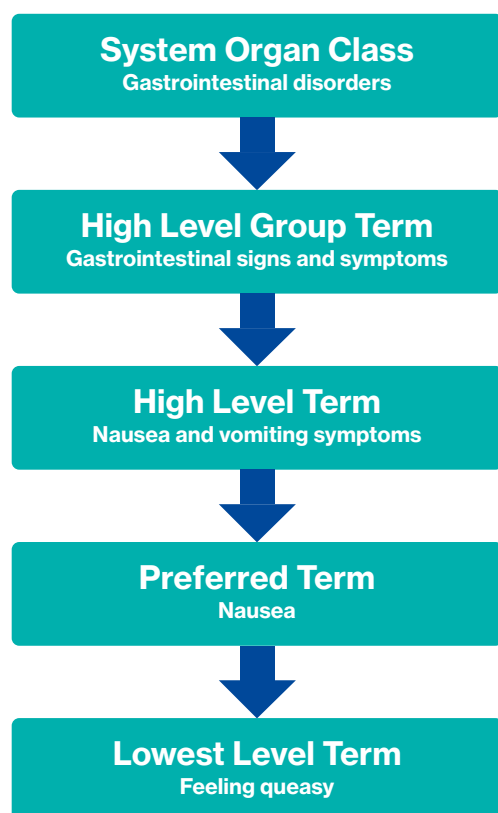 System Organ Class
Gastrointestinal disorders
High Level Group Term
Gastrointestinal signs and symptoms
High Level Term
Nausea and vomiting symptoms
Preferred Term
Nausea
Lowest Level Term
Feeling queasy